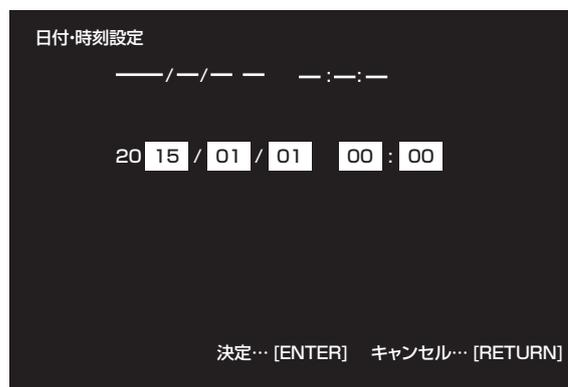 日付・時刻設定
——/—/— — —:—:—
20 15 / 01 / 01 00 : 00
決定… [ENTER] キャンセル… [RETURN]